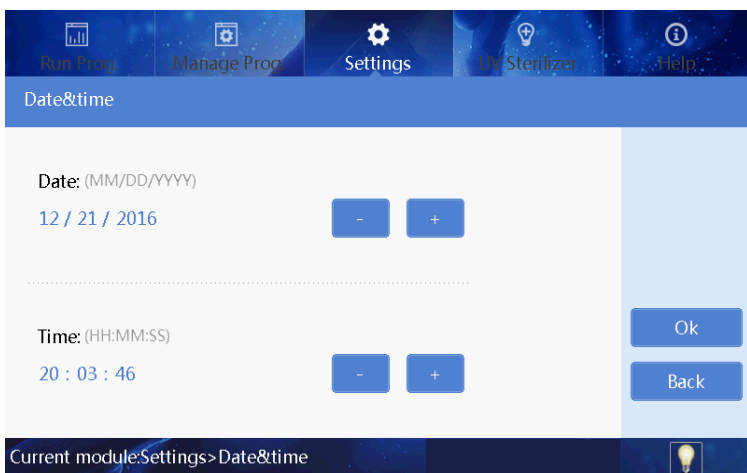 Run Prog. Manage Prog. Settings UV Sterilizer Help
Date&time
Date: (MM/DD/YYYY)
12 / 21 / 2016
- +
Time: (HH:MM:SS)
20 : 03 : 46
- +
Ok
Back
Current module:Settings>Date&time